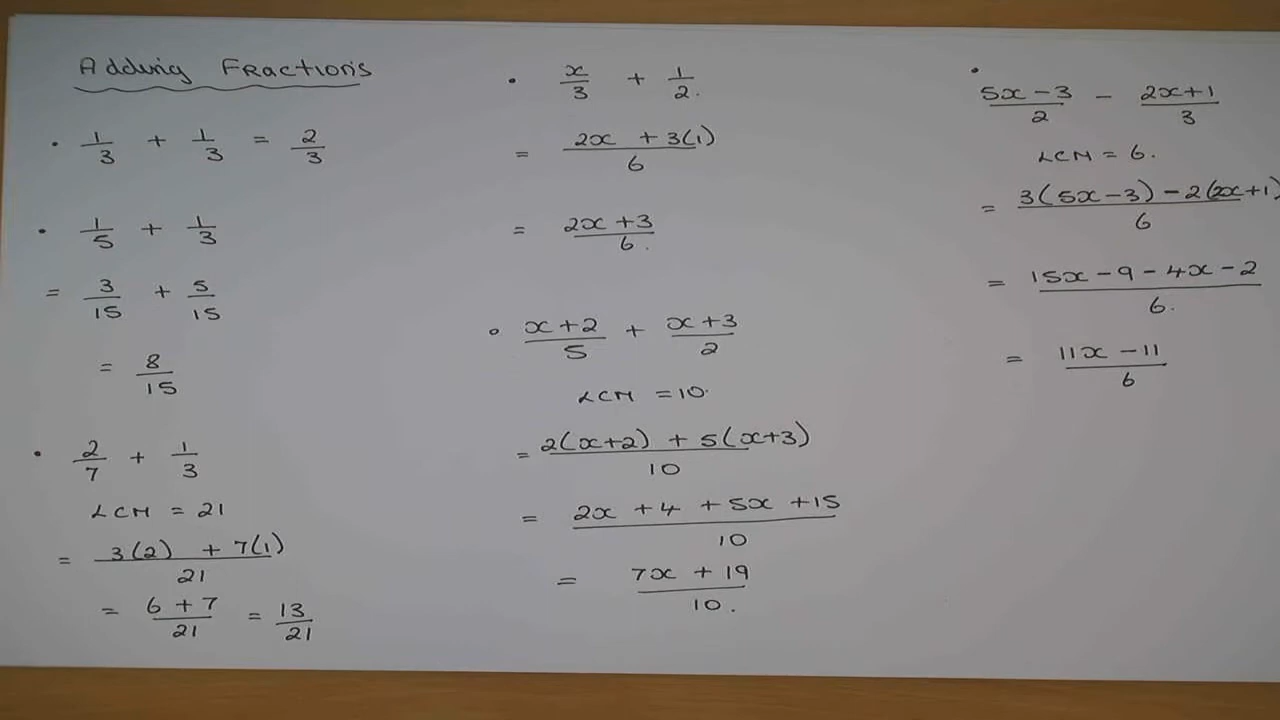 Adding Fractions
• 1/3 + 1/3 = 2/3
• 1/5 + 1/3
= 3/15 + 5/15
= 8/15
• 2/7 + 1/3
LCM = 21
= (3(2) + 7(1))/21
= (6 + 7)/21 = 13/21
• x/3 + 1/2.
= (2x + 3(1))/6
= (2x + 3)/6.
• (x + 2)/5 + (x + 3)/2
LCM = 10.
= (2(x+2) + 5(x+3))/10
= (2x + 4 + 5x + 15)/10
= (7x + 19)/10.
• (5x - 3)/2 - (2x + 1)/3
LCM = 6.
= (3(5x - 3) - 2(2x + 1))/6
= (15x - 9 - 4x - 2)/6.
= (11x - 11)/6